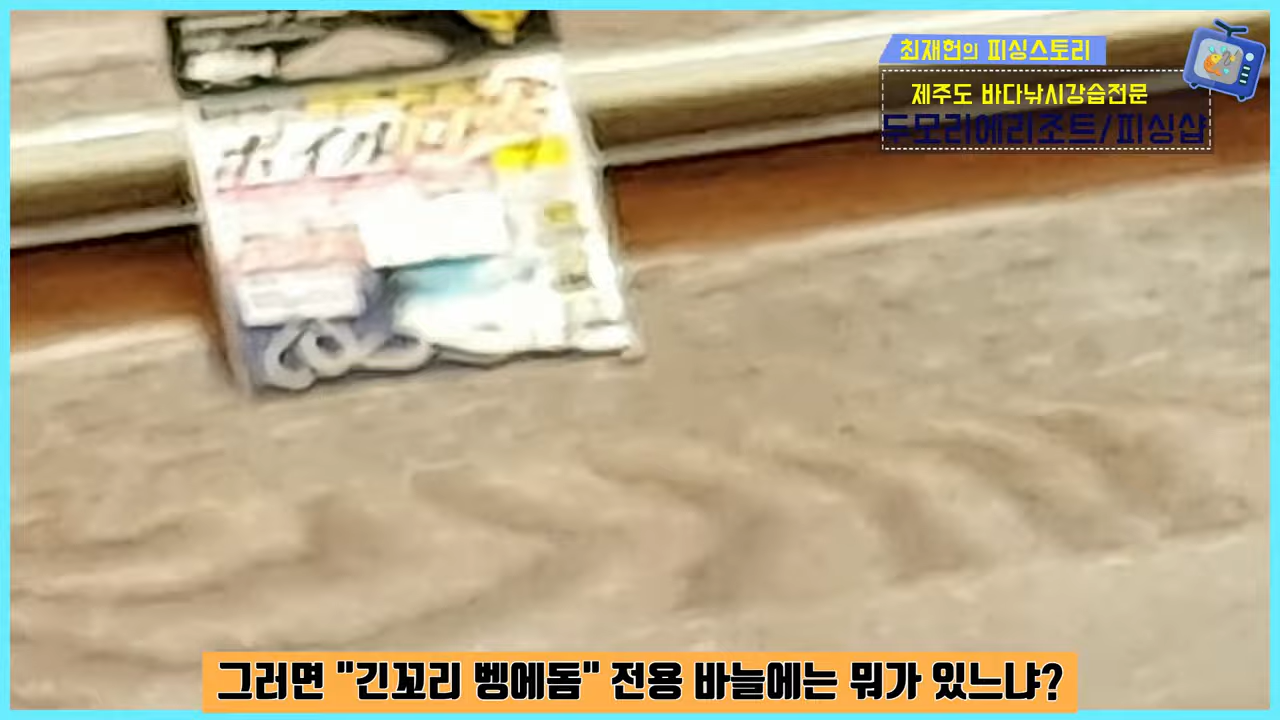 최재헌의 피싱스토리
제주도 바다낚시강습전문
두모리에리조트/피싱샵
그러면 "긴꼬리 벵에돔" 전용 바늘에는 뭐가 있느냐?